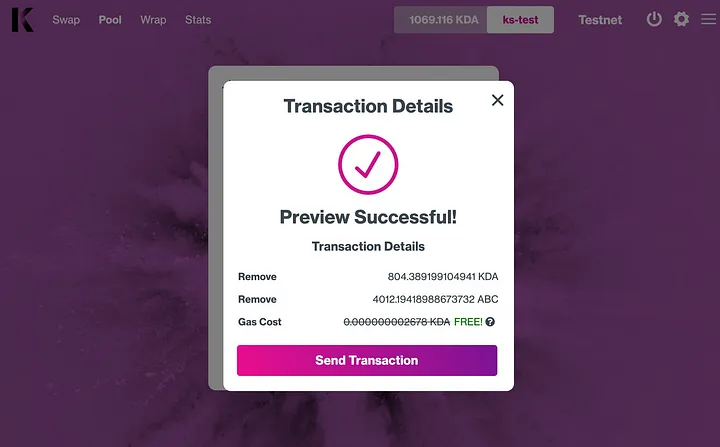 K Swap Pool Wrap Stats 1069.116 KDA ks-test Testnet
Transaction Details
Preview Successful!
Transaction Details
Remove 804.389199104941 KDA
Remove 4012.19418988673732 ABC
Gas Cost 0.000000002678 KDA FREE! ?
Send Transaction